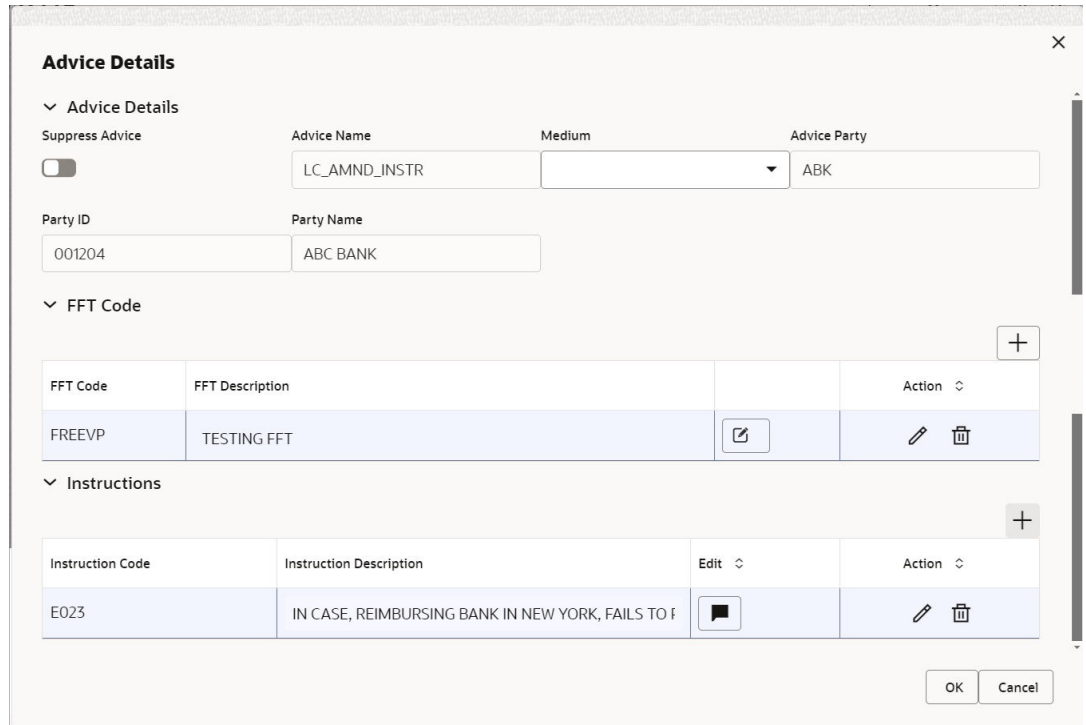 Advice Details
Advice Details
Suppress Advice Advice Name Medium Advice Party
LC_AMND_INSTR ABK
Party ID Party Name
001204 ABC BANK
FFT Code
FFT Code FFT Description Action
FREEVP TESTING FFT
Instructions
Instruction Code Instruction Description Edit Action
E023 IN CASE, REIMBURSING BANK IN NEW YORK, FAILS TO
OK Cancel